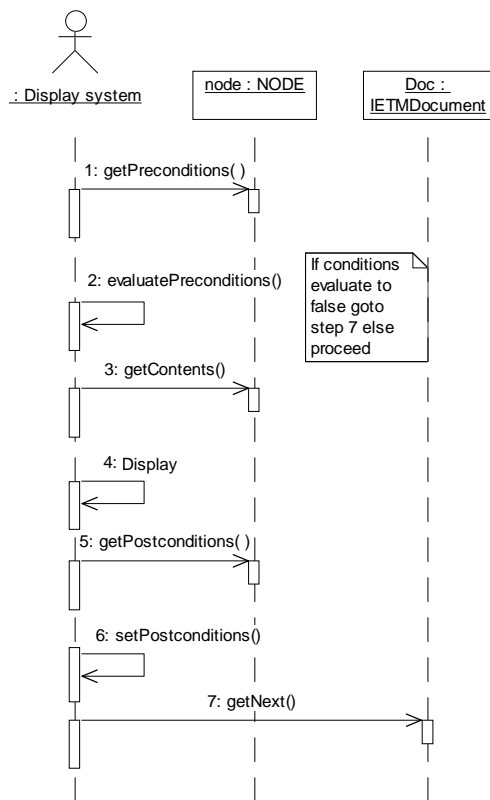 : Display system
node : NODE
Doc :
IETMDocument
1: getPreconditions( )
2: evaluatePreconditions()
If conditions
evaluate to
false goto
step 7 else
proceed
3: getContents()
4: Display
5: getPostconditions( )
6: setPostconditions()
7: getNext()